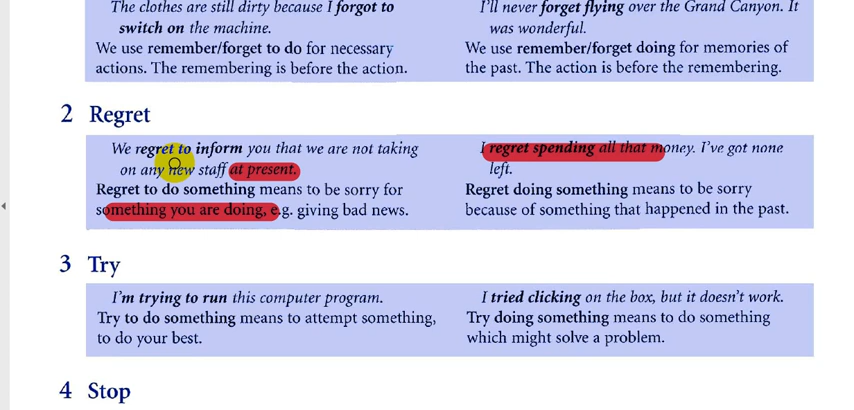 The clothes are still dirty because I forgot to
switch on the machine.
We use remember/forget to do for necessary
actions. The remembering is before the action.
I'll never forget flying over the Grand Canyon. It
was wonderful.
We use remember/forget doing for memories of
the past. The action is before the remembering.
2 Regret
We regret to inform you that we are not taking
on any new staff at present.
Regret to do something means to be sorry for
something you are doing, e.g. giving bad news.
I regret spending all that money. I've got none
left.
Regret doing something means to be sorry
because of something that happened in the past.
3 Try
I'm trying to run this computer program.
Try to do something means to attempt something,
to do your best.
I tried clicking on the box, but it doesn't work.
Try doing something means to do something
which might solve a problem.
4 Stop